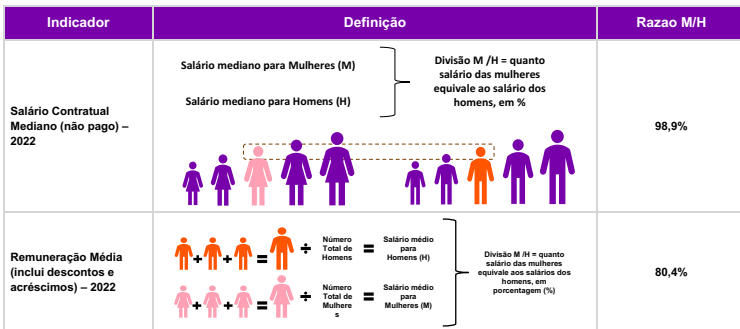 Indicador
Definição
Razao M/H
Salário Contratual
Mediano (não pago) –
2022
Salário mediano para Mulheres (M)
Salário mediano para Homens (H)
Divisão M /H = quanto
salário das mulheres
equivale ao salário dos
homens, em %
98,9%
Remuneração Média
(inclui descontos e
acréscimos) – 2022
+ + = ÷
Número
Total de
Homens
=
Salário médio
para
Homens (H)
+ + = ÷
Número
Total de
Mulhere
s
=
Salário médio
para
Mulheres (M)
Divisão M /H = quanto
salário das mulheres
equivale aos salários dos
homens, em
porcentagem (%)
80,4%